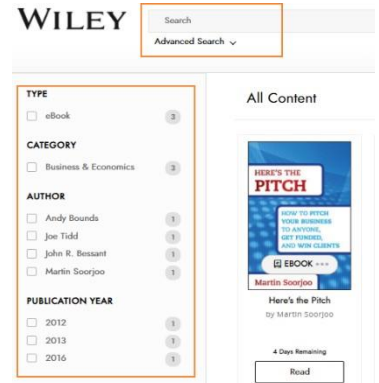 WILEY
Search
Advanced Search
TYPE
eBook 3
CATEGORY
Business & Economics 3
AUTHOR
Andy Bounds 1
Joe Tidd 1
John R. Bessant 1
Martin Soorjoo 1
PUBLICATION YEAR
2012 1
2013 1
2016 1
All Content
HERE'S THE
PITCH
HOW TO PITCH
YOUR BUSINESS
TO ANYONE,
GET FUNDED,
AND WIN CLIENTS
EBOOK
Martin Soorjoo
Here's the Pitch
by Martin Soorjoo
4 Days Remaining
Read